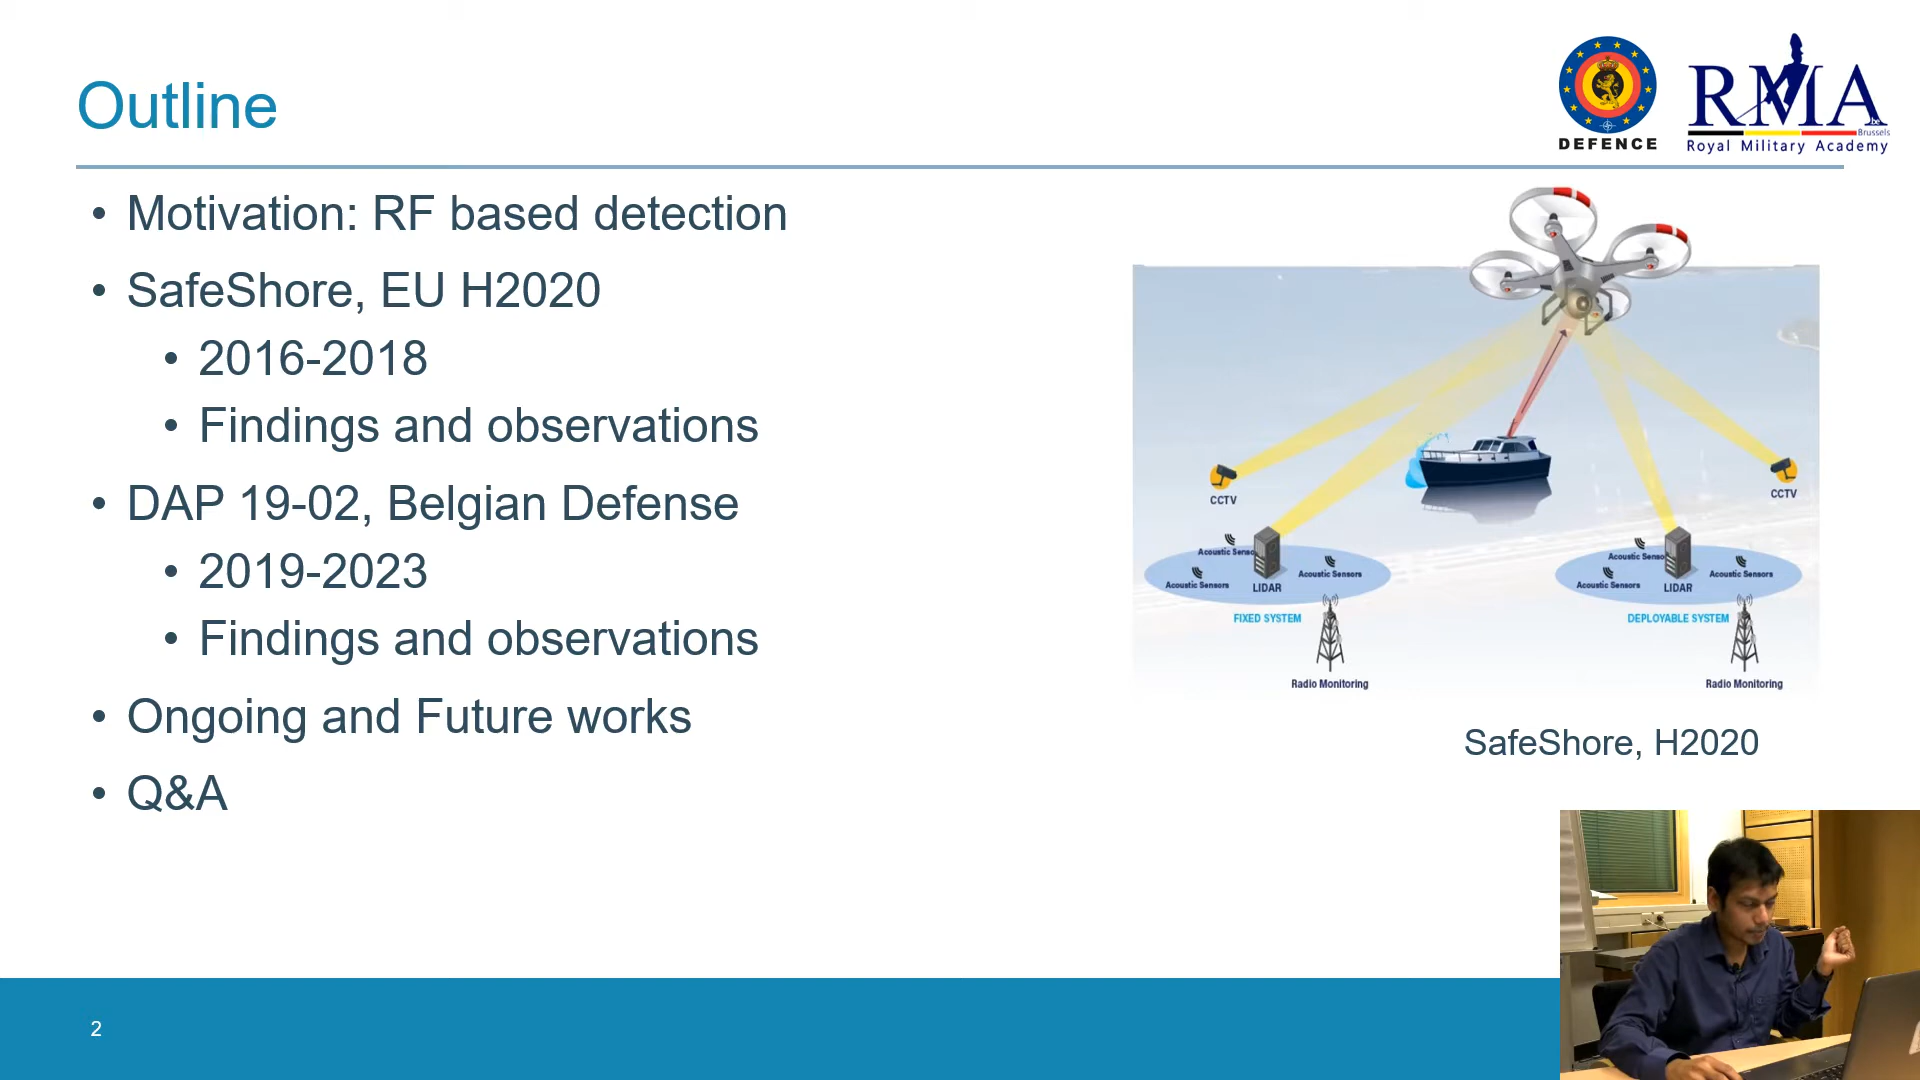 Outline
DEFENCE
RMA
.be
Brussels
Royal Military Academy
• Motivation: RF based detection
• SafeShore, EU H2020
• 2016-2018
• Findings and observations
• DAP 19-02, Belgian Defense
• 2019-2023
• Findings and observations
• Ongoing and Future works
• Q&A
CCTV
CCTV
Acoustic Senso
Acoustic Sensors
Acoustic Sensors
LIDAR
FIXED SYSTEM
Radio Monitoring
Acoustic Senso
Acoustic Sensors
Acoustic Sensors
LIDAR
DEPLOYABLE SYSTEM
Radio Monitoring
SafeShore, H2020
2